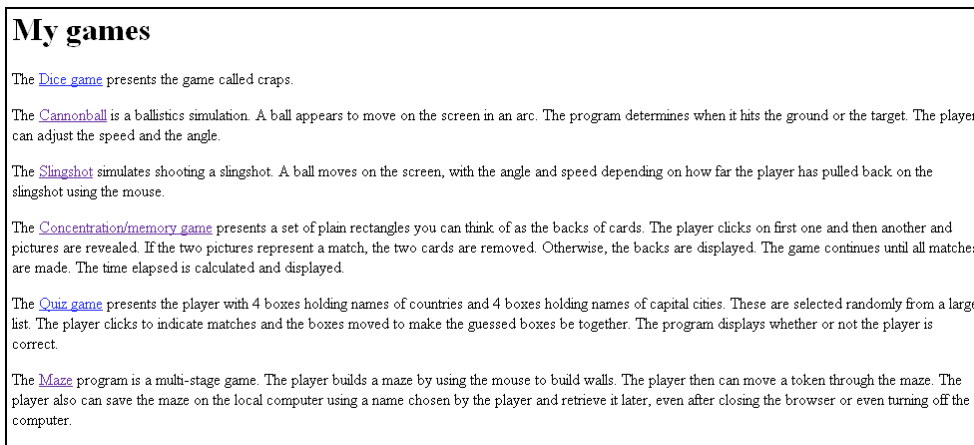 My games
The Dice game presents the game called craps.
The Cannonball is a ballistics simulation. A ball appears to move on the screen in an arc. The program determines when it hits the ground or the target. The player
can adjust the speed and the angle.
The Slingshot simulates shooting a slingshot. A ball moves on the screen, with the angle and speed depending on how far the player has pulled back on the
slingshot using the mouse.
The Concentration/memory game presents a set of plain rectangles you can think of as the backs of cards. The player clicks on first one and then another and
pictures are revealed. If the two pictures represent a match, the two cards are removed. Otherwise, the backs are displayed. The game continues until all matches
are made. The time elapsed is calculated and displayed.
The Quiz game presents the player with 4 boxes holding names of countries and 4 boxes holding names of capital cities. These are selected randomly from a large
list. The player clicks to indicate matches and the boxes moved to make the guessed boxes be together. The program displays whether or not the player is
correct.
The Maze program is a multi-stage game. The player builds a maze by using the mouse to build walls. The player then can move a token through the maze. The
player also can save the maze on the local computer using a name chosen by the player and retrieve it later, even after closing the browser or even turning off the
computer.